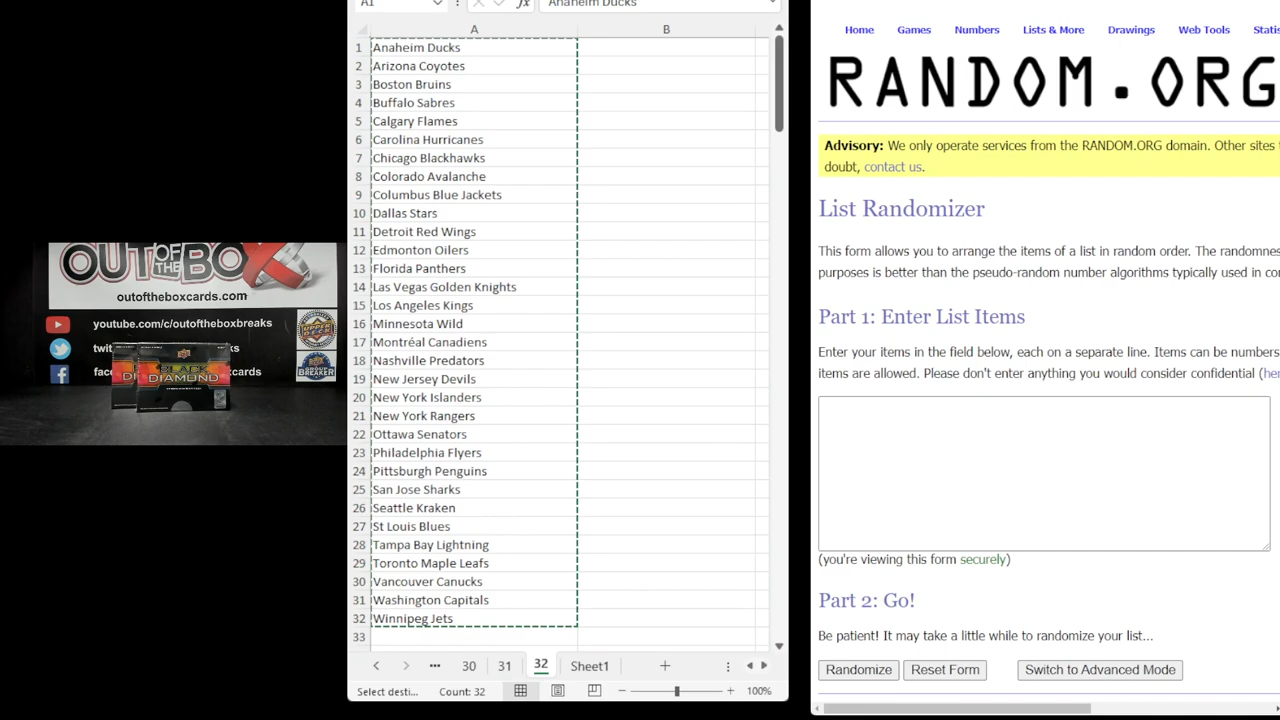 OUT OF THE BOX
outoftheboxcards.com
youtube.com/c/outoftheboxbreaks
UPPER DECK
GROUP BREAKER
BLACK DIAMOND
A1
fx
Anaheim Ducks
A
B
1 Anaheim Ducks
2 Arizona Coyotes
3 Boston Bruins
4 Buffalo Sabres
5 Calgary Flames
6 Carolina Hurricanes
7 Chicago Blackhawks
8 Colorado Avalanche
9 Columbus Blue Jackets
10 Dallas Stars
11 Detroit Red Wings
12 Edmonton Oilers
13 Florida Panthers
14 Las Vegas Golden Knights
15 Los Angeles Kings
16 Minnesota Wild
17 Montréal Canadiens
18 Nashville Predators
19 New Jersey Devils
20 New York Islanders
21 New York Rangers
22 Ottawa Senators
23 Philadelphia Flyers
24 Pittsburgh Penguins
25 San Jose Sharks
26 Seattle Kraken
27 St Louis Blues
28 Tampa Bay Lightning
29 Toronto Maple Leafs
30 Vancouver Canucks
31 Washington Capitals
32 Winnipeg Jets
33
30 31 32 Sheet1
Select desti... Count: 32 100%
Home Games Numbers Lists & More Drawings Web Tools Statis
RANDOM.ORG
Advisory: We only operate services from the RANDOM.ORG domain. Other sites t
doubt, contact us.
List Randomizer
This form allows you to arrange the items of a list in random order. The randomnes
purposes is better than the pseudo-random number algorithms typically used in co
Part 1: Enter List Items
Enter your items in the field below, each on a separate line. Items can be numbers
items are allowed. Please don't enter anything you would consider confidential (her
(you're viewing this form securely)
Part 2: Go!
Be patient! It may take a little while to randomize your list...
Randomize Reset Form Switch to Advanced Mode